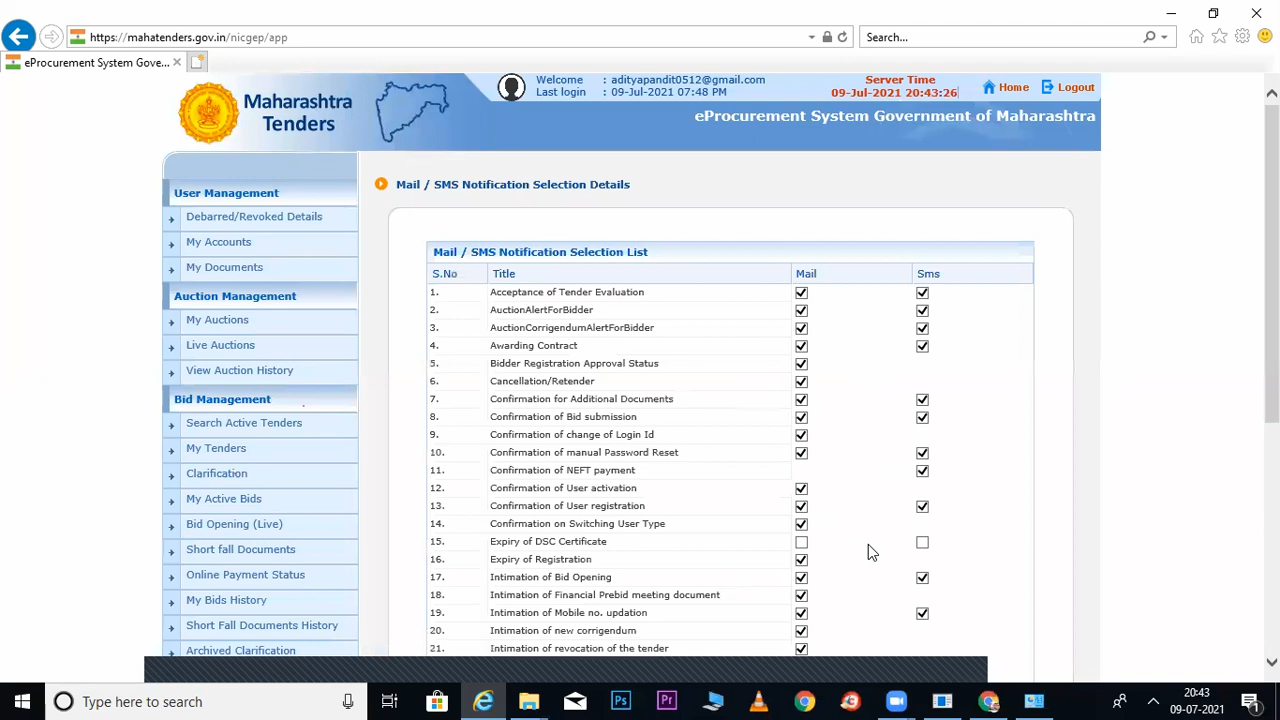 https://mahatenders.gov.in/nicgep/app
Search...
eProcurement System Gove...
Maharashtra
Tenders
Welcome : adityapandit0512@gmail.com
Last login : 09-Jul-2021 07:48 PM
Server Time
09-Jul-2021 20:43:26
Home
Logout
eProcurement System Government of Maharashtra
User Management
Debarred/Revoked Details
My Accounts
My Documents
Auction Management
My Auctions
Live Auctions
View Auction History
Bid Management
Search Active Tenders
My Tenders
Clarification
My Active Bids
Bid Opening (Live)
Short fall Documents
Online Payment Status
My Bids History
Short Fall Documents History
Archived Clarification
Mail / SMS Notification Selection Details
Mail / SMS Notification Selection List
S.No Title Mail Sms
1. Acceptance of Tender Evaluation
2. AuctionAlertForBidder
3. AuctionCorrigendumAlertForBidder
4. Awarding Contract
5. Bidder Registration Approval Status
6. Cancellation/Retender
7. Confirmation for Additional Documents
8. Confirmation of Bid submission
9. Confirmation of change of Login Id
10. Confirmation of manual Password Reset
11. Confirmation of NEFT payment
12. Confirmation of User activation
13. Confirmation of User registration
14. Confirmation on Switching User Type
15. Expiry of DSC Certificate
16. Expiry of Registration
17. Intimation of Bid Opening
18. Intimation of Financial Prebid meeting document
19. Intimation of Mobile no. updation
20. Intimation of new corrigendum
21. Intimation of revocation of the tender
Type here to search
Ps
Pr
20:43
09-07-2021
1